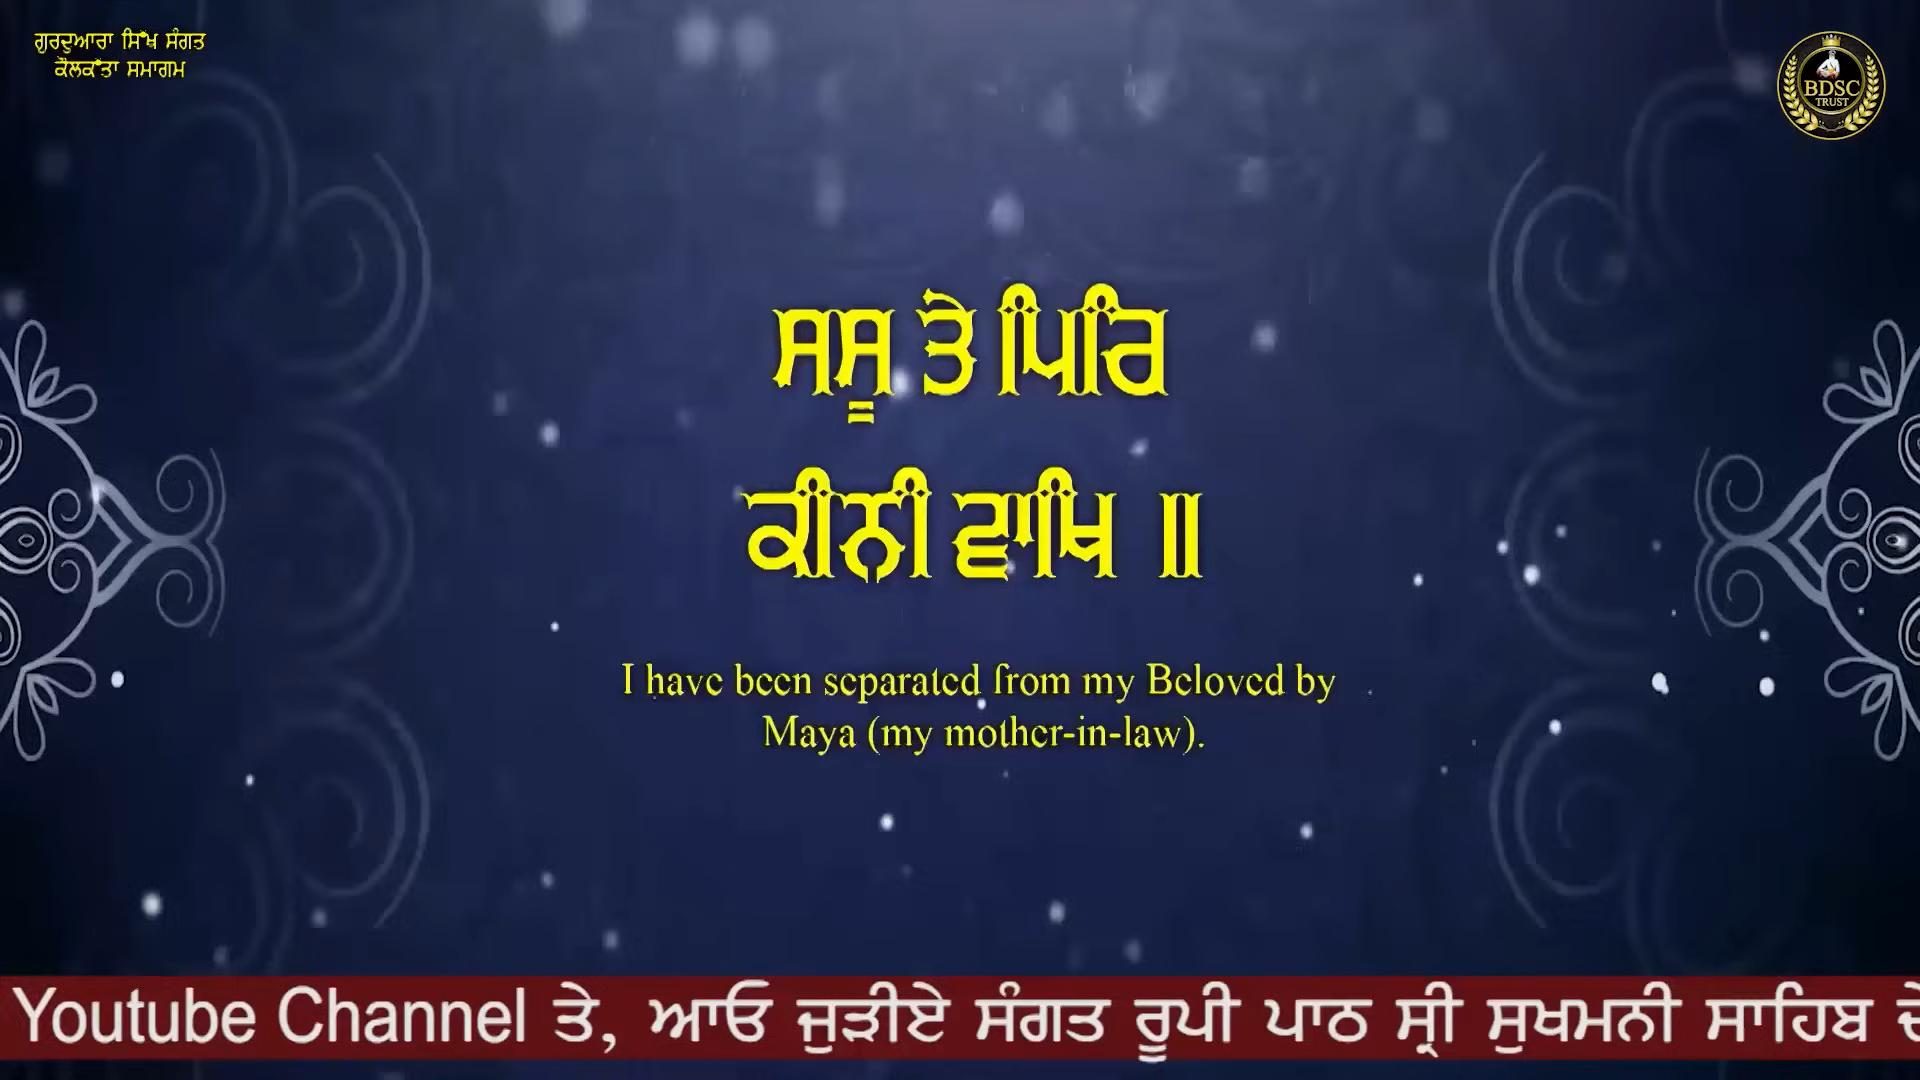 ਗੁਰਦੁਆਰਾ ਸਿੱਖ ਸੰਗਤ
ਕੌਲਕੱਤਾ ਸਮਾਗਮ
BDSC
TRUST
ਸਸੂ ਤੇ ਪਿਰਿ
ਕੀਨੀ ਵਾਖਿ ॥
I have been separated from my Beloved by
Maya (my mother-in-law).
Youtube Channel ਤੇ, ਆਓ ਜੁੜੀਏ ਸੰਗਤ ਰੂਪੀ ਪਾਠ ਸ੍ਰੀ ਸੁਖਮਨੀ ਸਾਹਿਬ